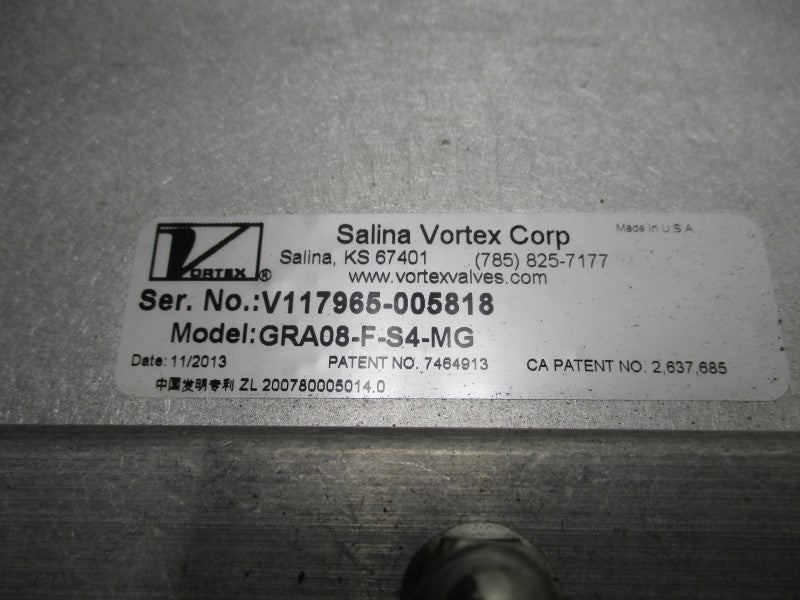 VORTEX®
Salina Vortex Corp
Made in U S A
Salina, KS 67401 (785) 825-7177
www.vortexvalves.com
Ser. No.:V117965-005818
Model:GRA08-F-S4-MG
Date: 11/2013 PATENT NO. 7464913 CA PATENT NO. 2,637,685
中国发明专利 ZL 200780005014.0